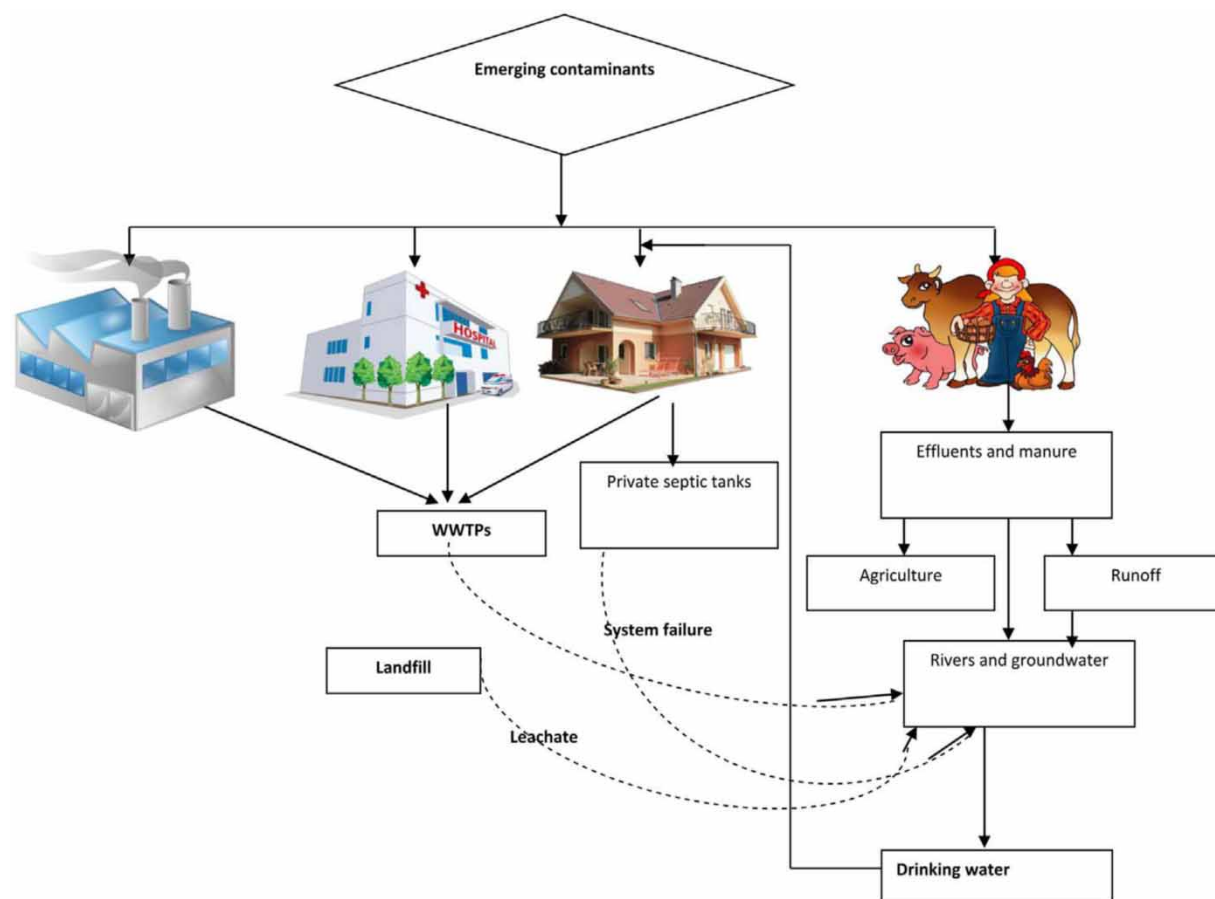 Emerging contaminants
HOSPITAL
Effluents and manure
Private septic tanks
WWTPs
Agriculture
Runoff
System failure
Landfill
Rivers and groundwater
Leachate
Drinking water